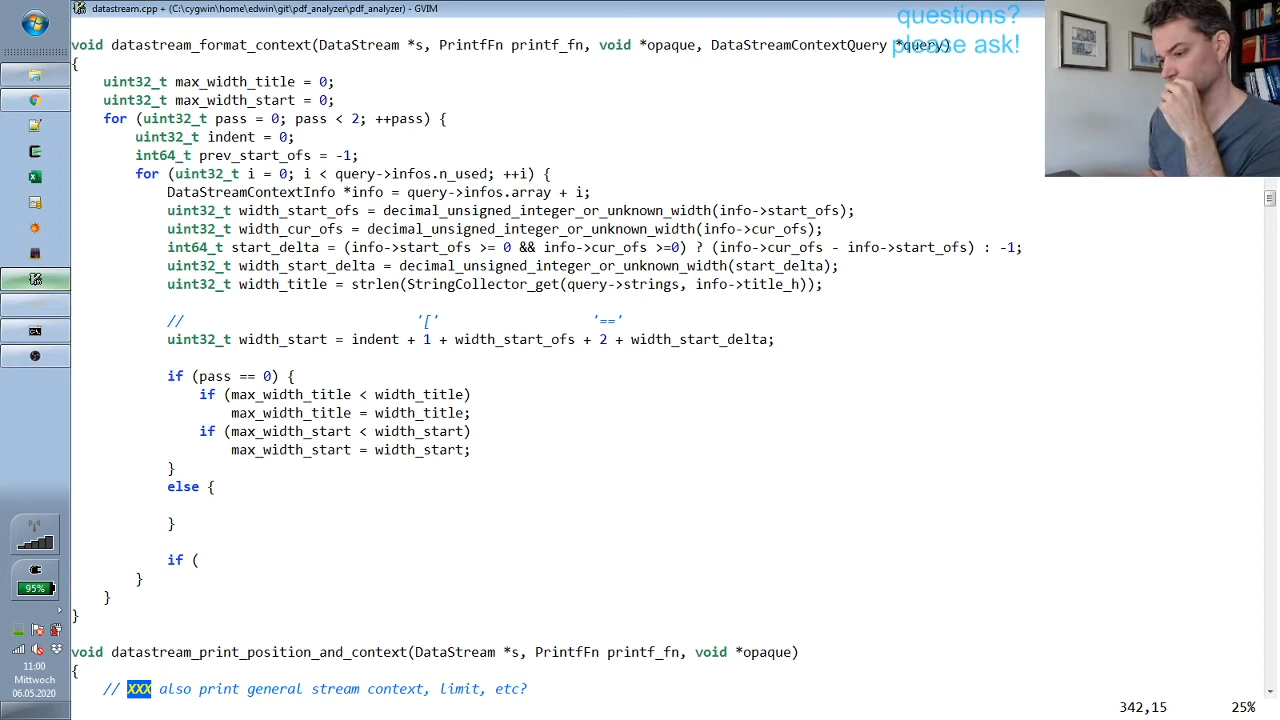 datastream.cpp + (C:\cygwin\home\edwin\git\pdf_analyzer\pdf_analyzer) - GVIM
questions?
please ask!
void datastream_format_context(DataStream *s, PrintfFn printf_fn, void *opaque, DataStreamContextQuery *query)
{
uint32_t max_width_title = 0;
uint32_t max_width_start = 0;
for (uint32_t pass = 0; pass < 2; ++pass) {
uint32_t indent = 0;
int64_t prev_start_ofs = -1;
for (uint32_t i = 0; i < query->infos.n_used; ++i) {
DataStreamContextInfo *info = query->infos.array + i;
uint32_t width_start_ofs = decimal_unsigned_integer_or_unknown_width(info->start_ofs);
uint32_t width_cur_ofs = decimal_unsigned_integer_or_unknown_width(info->cur_ofs);
int64_t start_delta = (info->start_ofs >= 0 && info->cur_ofs >=0) ? (info->cur_ofs - info->start_ofs) : -1;
uint32_t width_start_delta = decimal_unsigned_integer_or_unknown_width(start_delta);
uint32_t width_title = strlen(StringCollector_get(query->strings, info->title_h));
// '[' '=='
uint32_t width_start = indent + 1 + width_start_ofs + 2 + width_start_delta;
if (pass == 0) {
if (max_width_title < width_title)
max_width_title = width_title;
if (max_width_start < width_start)
max_width_start = width_start;
}
else {
}
if (
}
}
}
void datastream_print_position_and_context(DataStream *s, PrintfFn printf_fn, void *opaque)
{
// XXX also print general stream context, limit, etc?
342,15 25%
95%
11:00
Mittwoch
06.05.2020